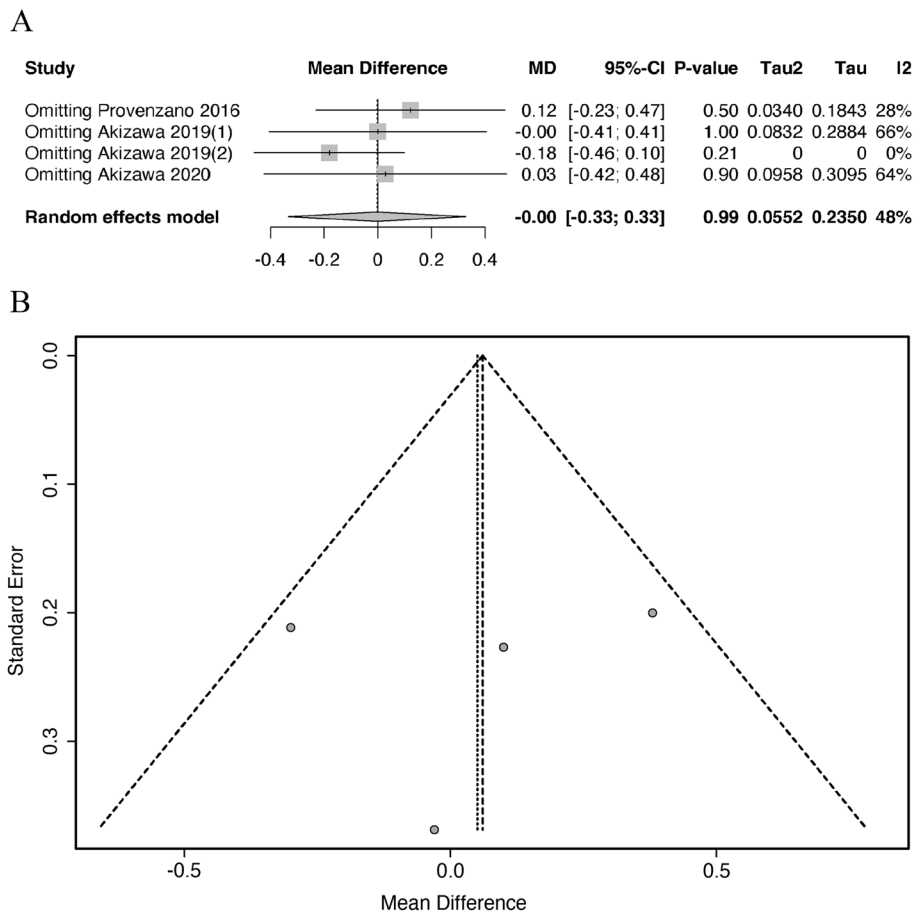 A
Study Mean Difference MD 95%-CI P-value Tau2 Tau I2
Omitting Provenzano 2016 0.12 [-0.23; 0.47] 0.50 0.0340 0.1843 28%
Omitting Akizawa 2019(1) -0.00 [-0.41; 0.41] 1.00 0.0832 0.2884 66%
Omitting Akizawa 2019(2) -0.18 [-0.46; 0.10] 0.21 0 0 0%
Omitting Akizawa 2020 0.03 [-0.42; 0.48] 0.90 0.0958 0.3095 64%
Random effects model -0.00 [-0.33; 0.33] 0.99 0.0552 0.2350 48%
-0.4 -0.2 0 0.2 0.4
B
0.0
0.1
0.2
0.3
Standard Error
-0.5 0.0 0.5
Mean Difference